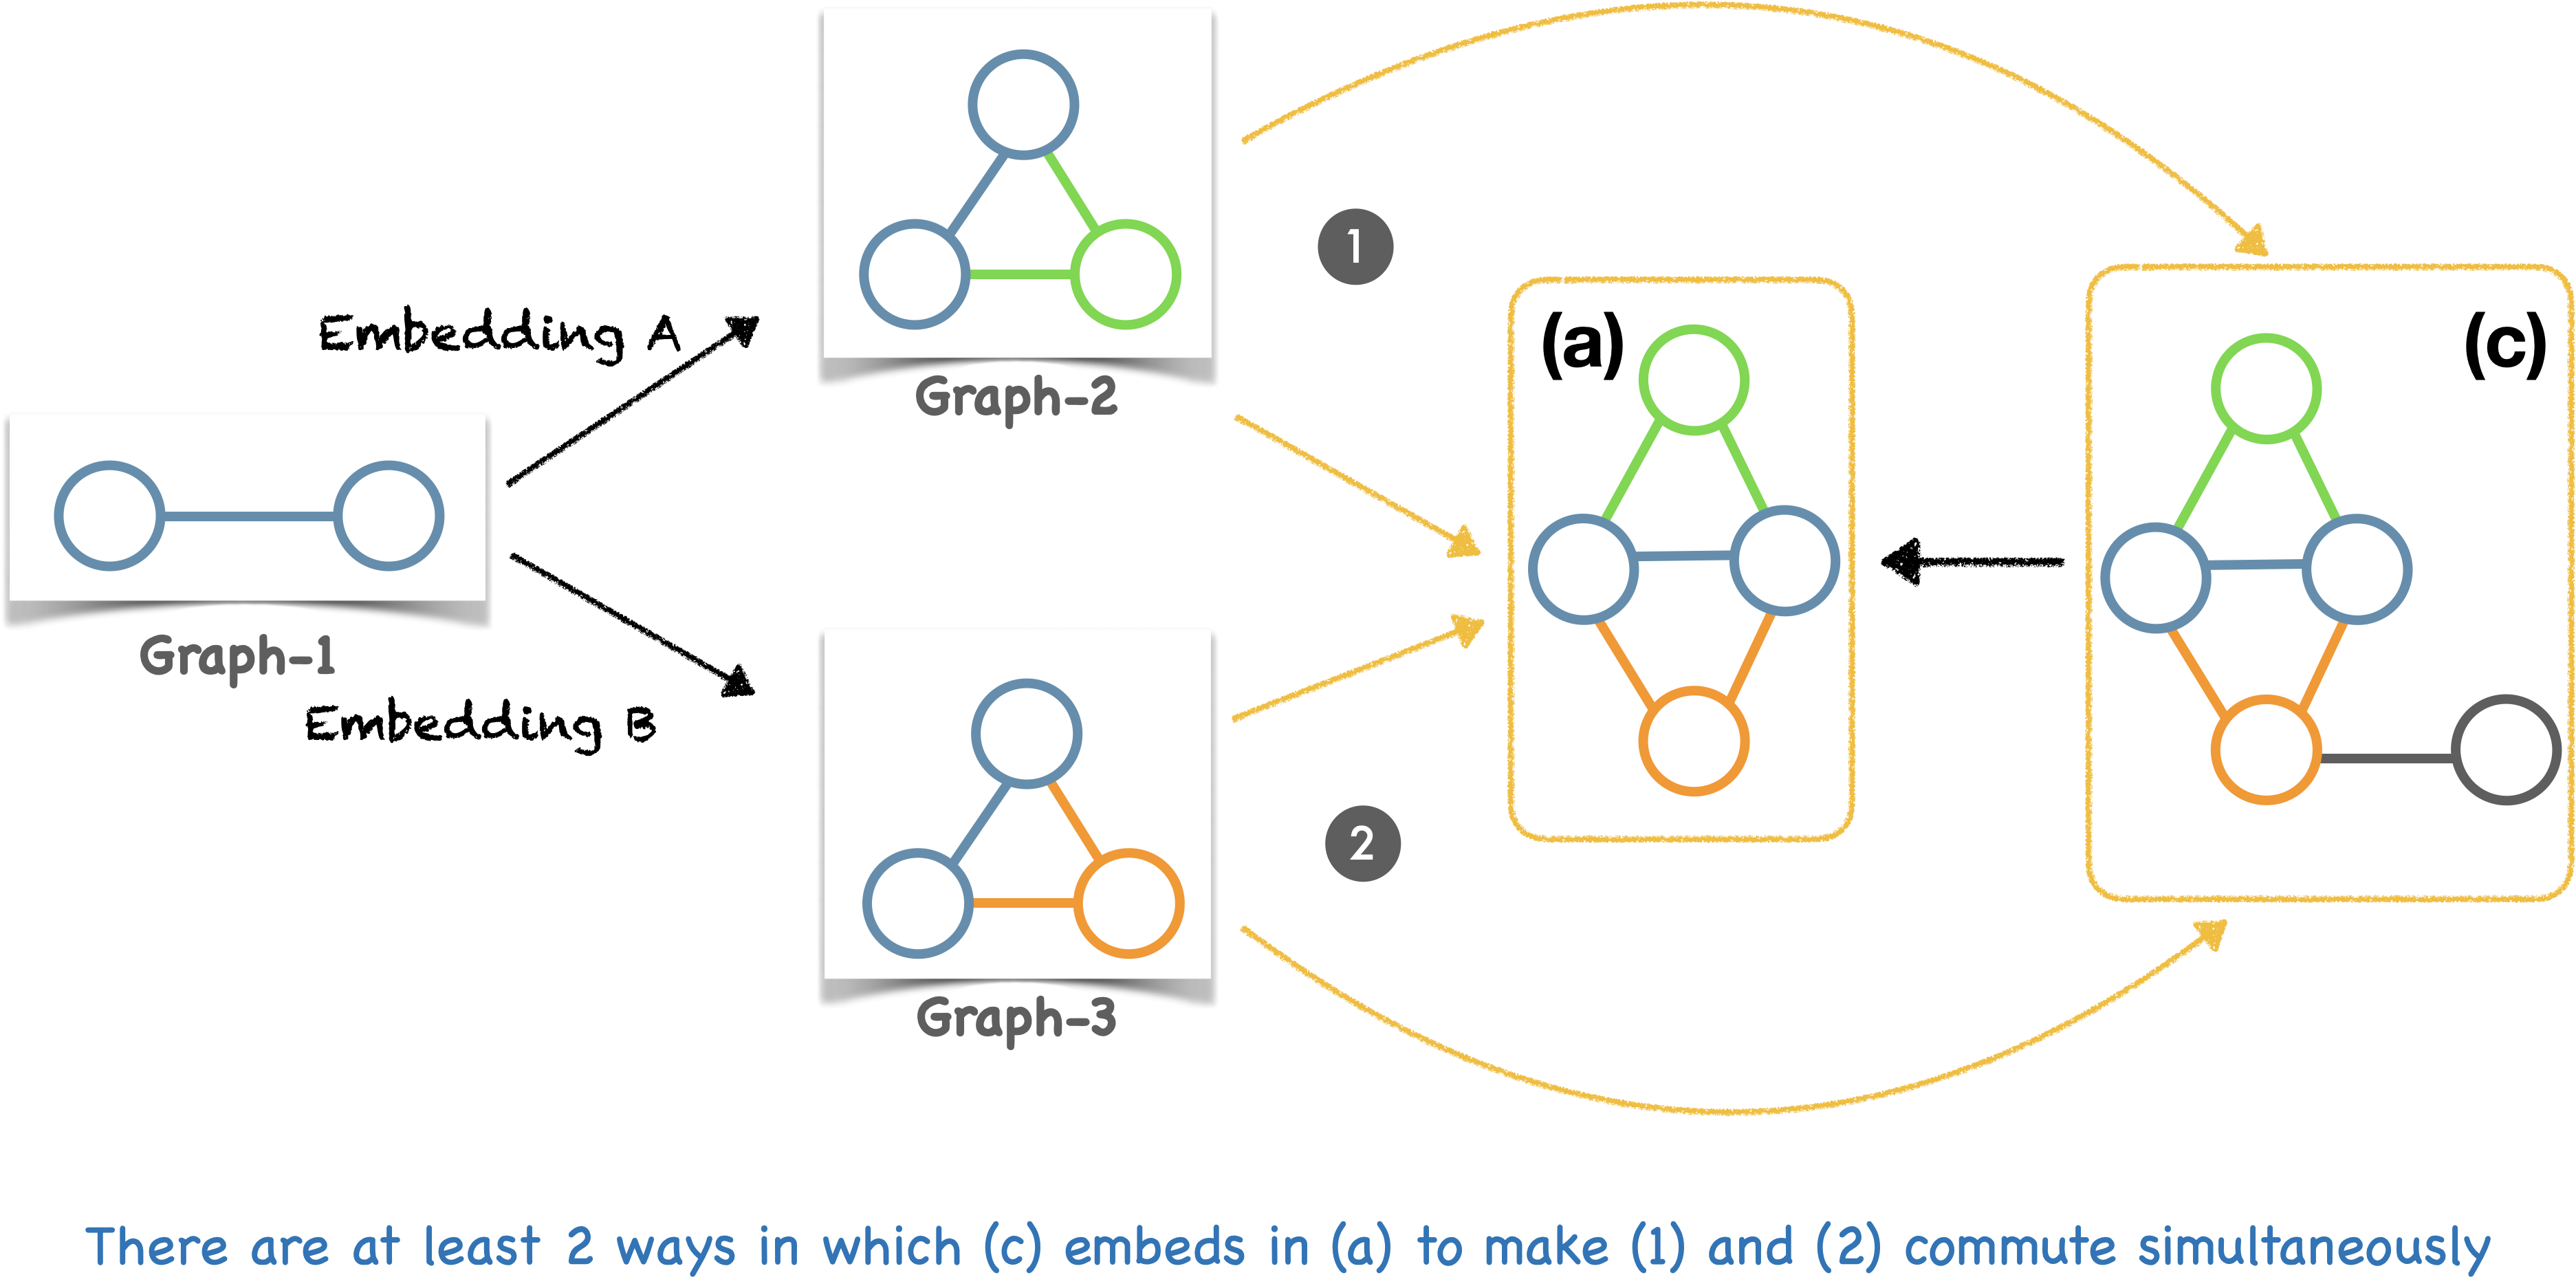 Graph-1
Embedding A
Embedding B
Graph-2
Graph-3
1
2
(a)
(c)
There are at least 2 ways in which (c) embeds in (a) to make (1) and (2) commute simultaneously